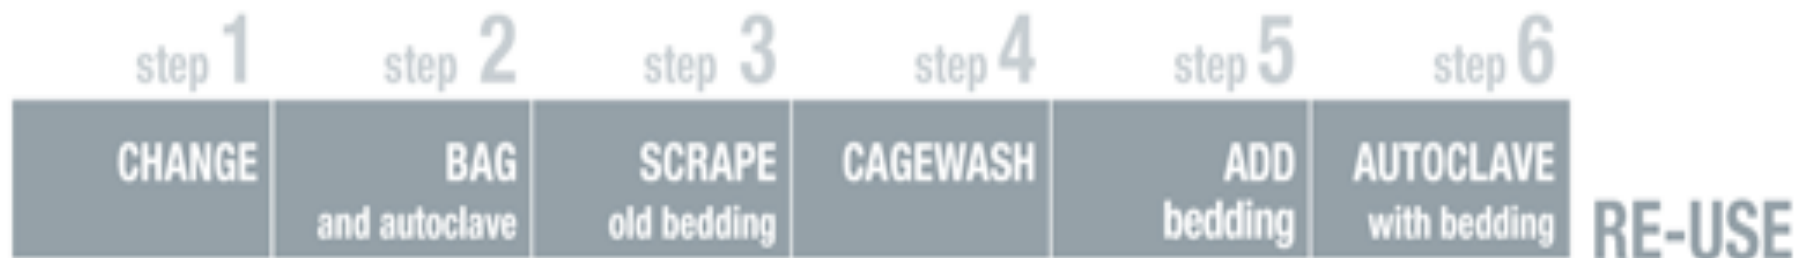 step 1 step 2 step 3 step 4 step 5 step 6
CHANGE BAG SCRAPE CAGEWASH ADD AUTOCLAVE
and autoclave old bedding bedding with bedding
RE-USE